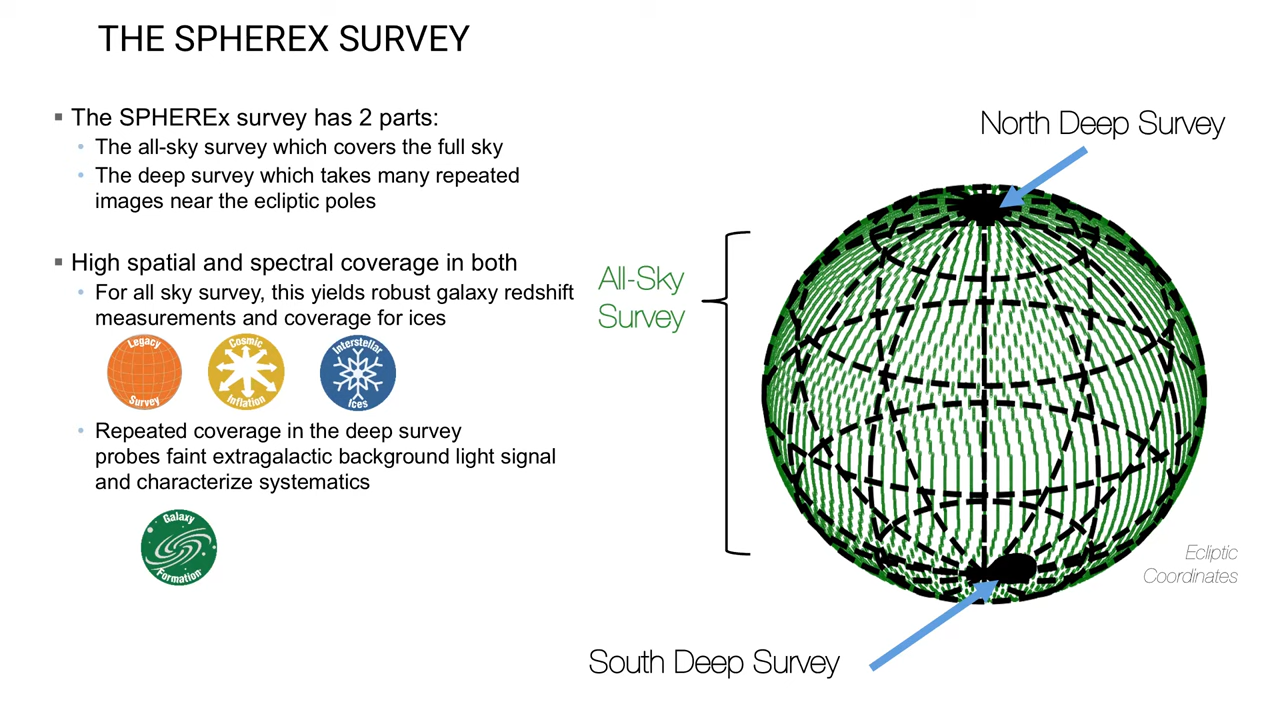 THE SPHEREX SURVEY
▪ The SPHEREx survey has 2 parts:
• The all-sky survey which covers the full sky
• The deep survey which takes many repeated
images near the ecliptic poles
▪ High spatial and spectral coverage in both
• For all sky survey, this yields robust galaxy redshift
measurements and coverage for ices
Legacy
Survey
Cosmic
Inflation
Interstellar
Ices
• Repeated coverage in the deep survey
probes faint extragalactic background light signal
and characterize systematics
Galaxy
Formation
North Deep Survey
All-Sky
Survey
Ecliptic
Coordinates
South Deep Survey